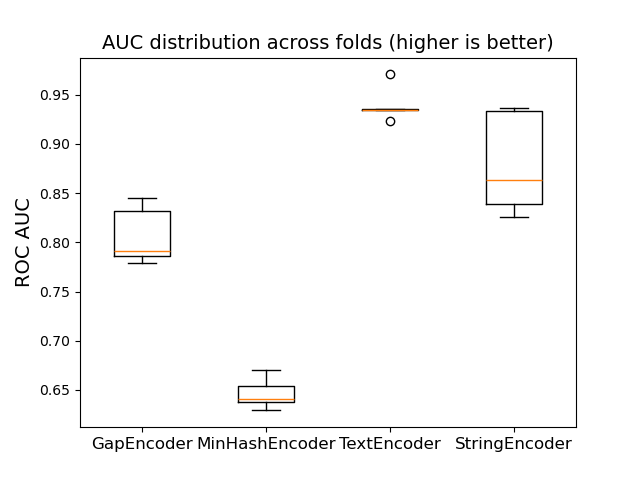 AUC distribution across folds (higher is better)
ROC AUC
0.95
0.90
0.85
0.80
0.75
0.70
0.65
GapEncoder MinHashEncoder TextEncoder StringEncoder